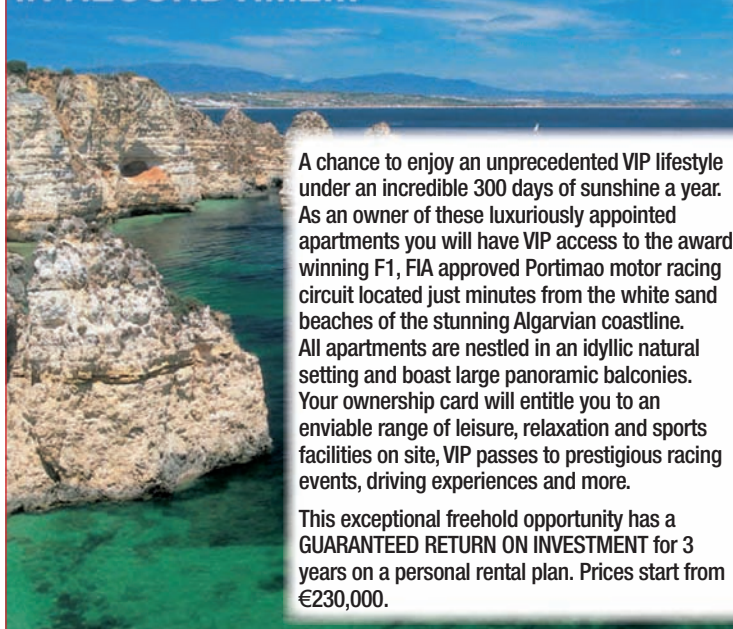 A chance to enjoy an unprecedented VIP lifestyle
under an incredible 300 days of sunshine a year.
As an owner of these luxuriously appointed
apartments you will have VIP access to the award
winning F1, FIA approved Portimao motor racing
circuit located just minutes from the white sand
beaches of the stunning Algarvian coastline.
All apartments are nestled in an idyllic natural
setting and boast large panoramic balconies.
Your ownership card will entitle you to an
enviable range of leisure, relaxation and sports
facilities on site, VIP passes to prestigious racing
events, driving experiences and more.
This exceptional freehold opportunity has a
GUARANTEED RETURN ON INVESTMENT for 3
years on a personal rental plan. Prices start from
€230,000.